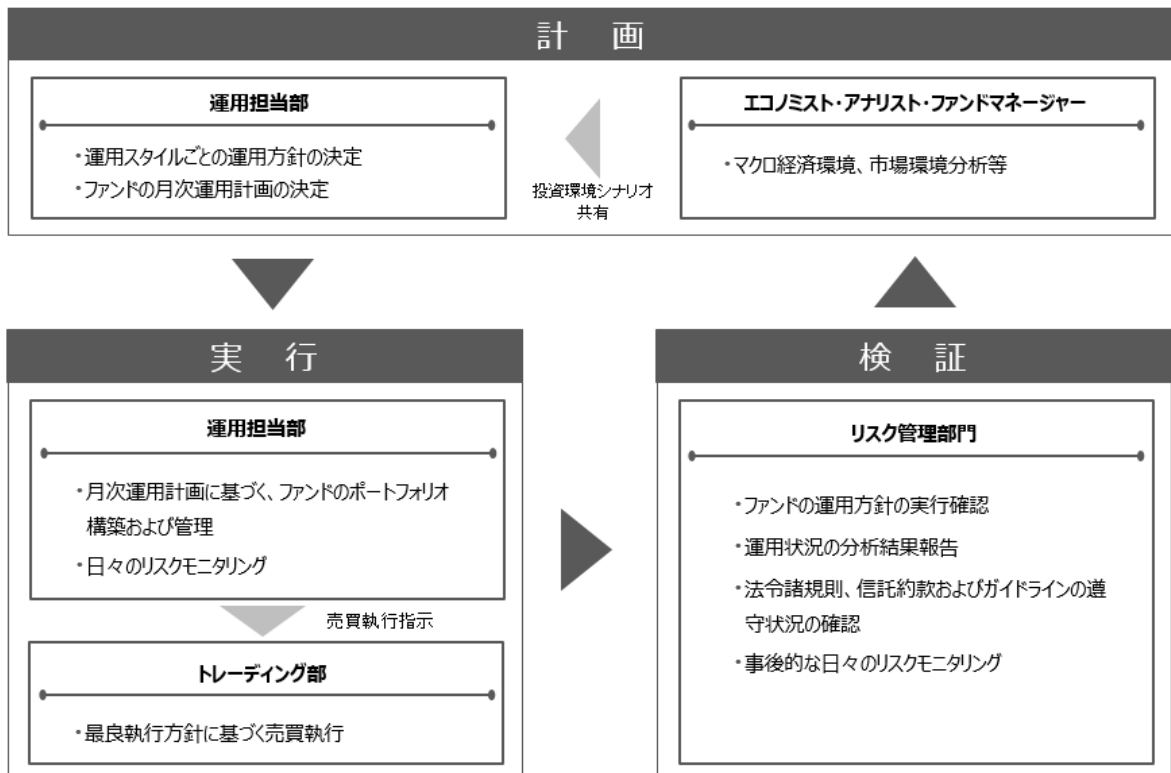 計 画
運用担当部
・運用スタイルごとの運用方針の決定
・ファンドの月次運用計画の決定
投資環境シナリオ
共有
エコノミスト・アナリスト・ファンドマネージャー
・マクロ経済環境、市場環境分析等
実 行
運用担当部
・月次運用計画に基づく、ファンドのポートフォリオ
構築および管理
・日々のリスクモニタリング
売買執行指示
トレーディング部
・最良執行方針に基づく売買執行
検 証
リスク管理部門
・ファンドの運用方針の実行確認
・運用状況の分析結果報告
・法令諸規則、信託約款およびガイドラインの遵
守状況の確認
・事後的な日々のリスクモニタリング